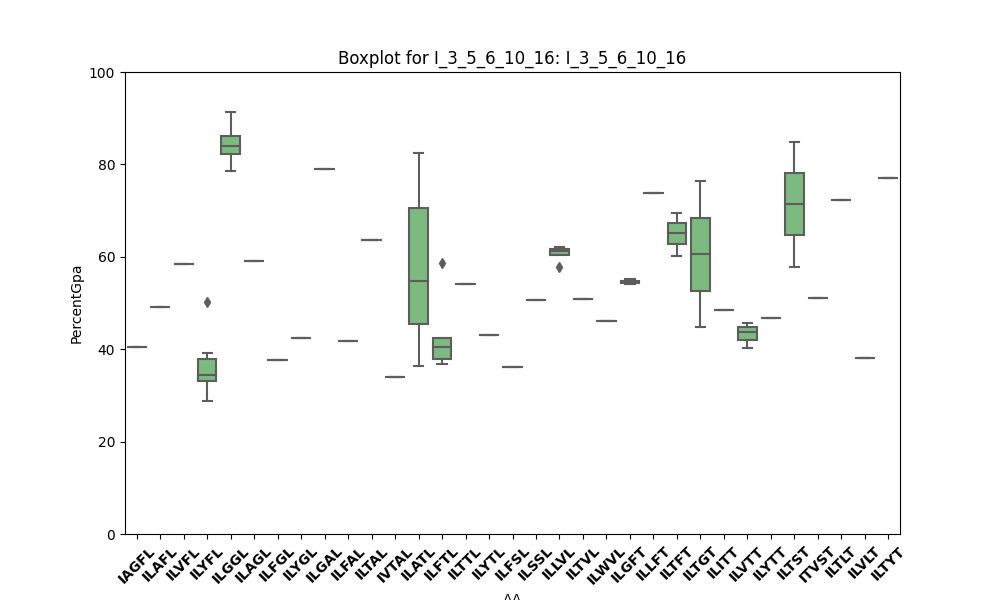 Boxplot for I_3_5_6_10_16: I_3_5_6_10_16
PercentGpa
100
80
60
40
20
0
IAGFL ILAFL ILVFL ILYFL ILGGL ILAGL ILFGL ILYGL ILGAL ILFAL ILTAL IVTAL ILATL ILFTL ILTTL ILYTL ILFSL ILSSL ILLVL ILTVL ILWVL ILGFT ILLFT ILTFT ILTGT ILITT ILVTT ILYTT ILTST ITVST ILTLT ILVLT ILTYT
AA